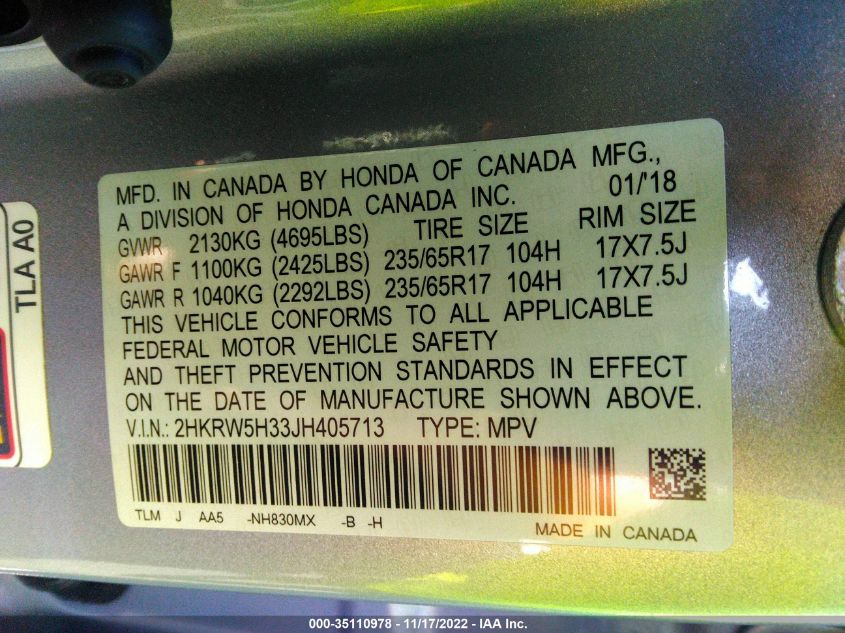 MFD. IN CANADA BY HONDA OF CANADA MFG.,
A DIVISION OF HONDA CANADA INC. 01/'18
GVWR 2130KG (4695LBS) TIRE SIZE RIM SIZE
GAWR F 1100KG (2425LBS) 235/65R17 104H 17X7.5J
GAWR R 1040KG (2292LBS) 235/65R17 104H 17X7.5J
THIS VEHICLE CONFORMS TO ALL APPLICABLE
FEDERAL MOTOR VEHICLE SAFETY
AND THEFT PREVENTION STANDARDS IN EFFECT
ON THE DATE OF MANUFACTURE SHOWN ABOVE.
V.I.N.: 2HKRW5H33JH405713 TYPE: MPV
TLM J AA5 -NH830MX -B -H
MADE IN CANADA
TLA A0
000-35110978 - 11/17/2022 - IAA Inc.